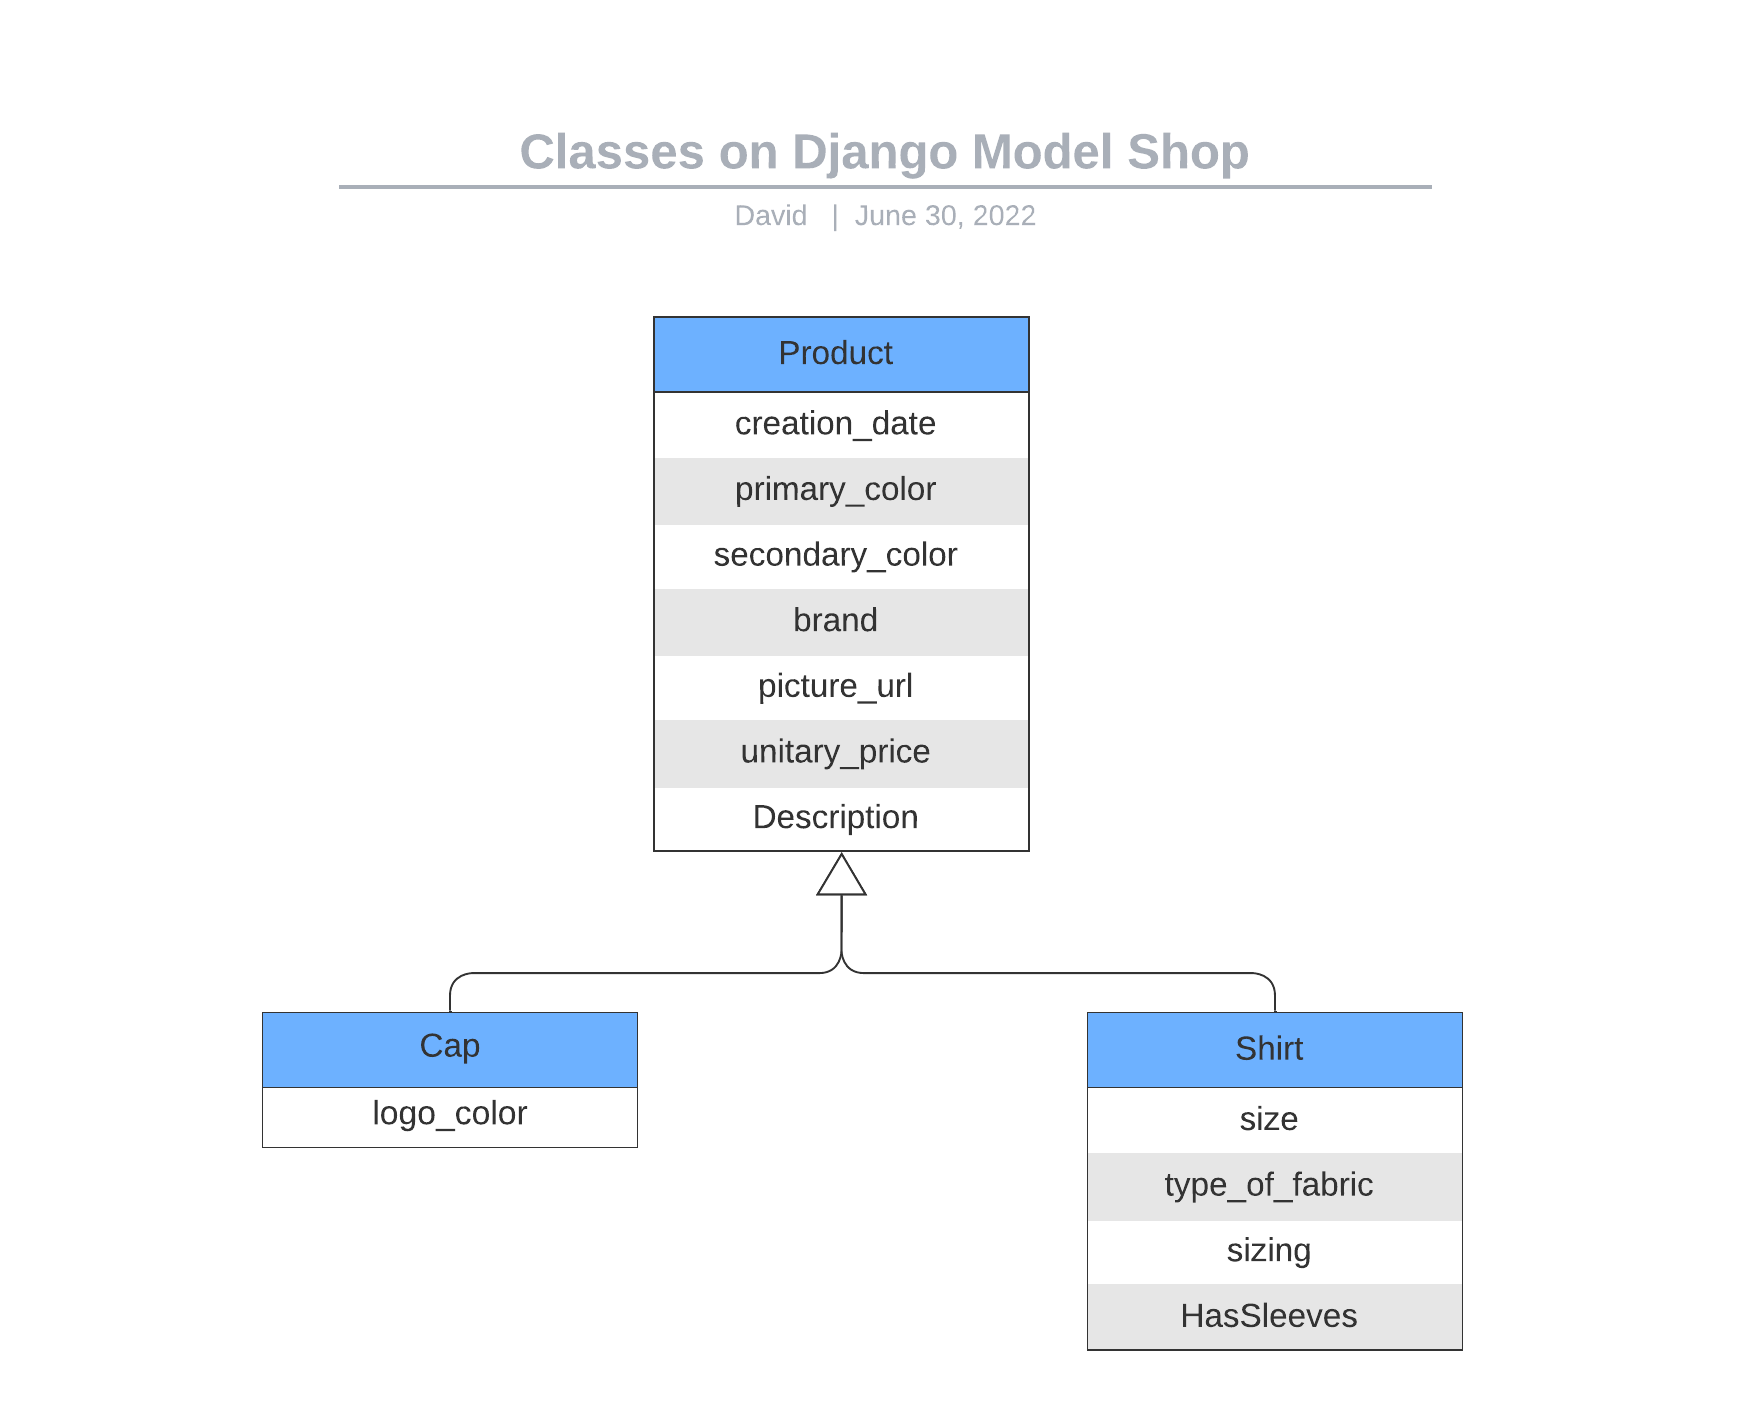 Classes on Django Model Shop
David | June 30, 2022
Product
creation_date
primary_color
secondary_color
brand
picture_url
unitary_price
Description
Cap
logo_color
Shirt
size
type_of_fabric
sizing
HasSleeves